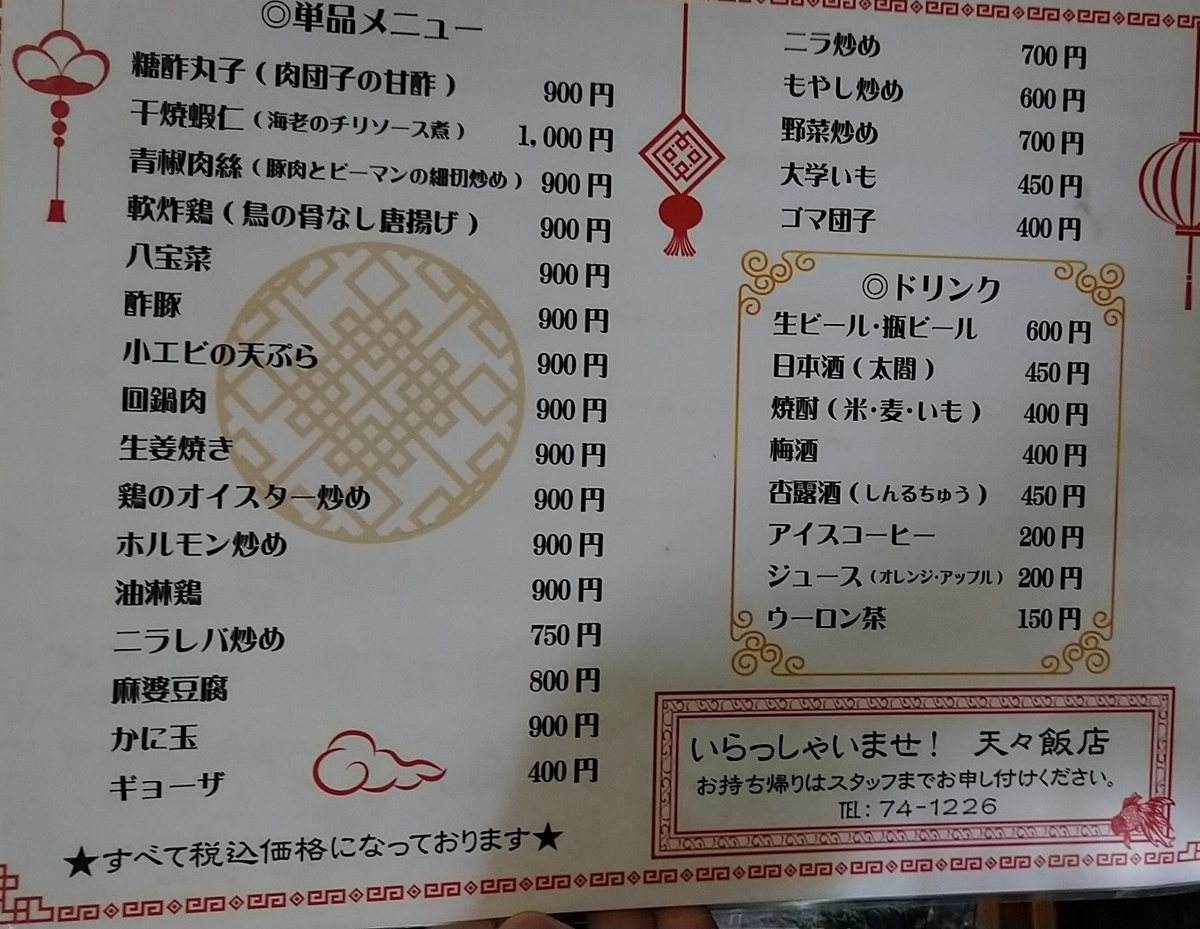 ◎単品メニュー
糖酢丸子(肉団子の甘酢) 900円
干焼蝦仁(海老のチリソース煮) 1,000円
青椒肉絲(豚肉とピーマンの細切炒め) 900円
軟炸鶏(鳥の骨なし唐揚げ) 900円
八宝菜 900円
酢豚 900円
小エビの天ぷら 900円
回鍋肉 900円
生姜焼き 900円
鶏のオイスター炒め 900円
ホルモン炒め 900円
油淋鶏 900円
ニラレバ炒め 750円
麻婆豆腐 800円
かに玉 900円
ギョーザ 400円
★すべて税込価格になっております★
ニラ炒め 700円
もやし炒め 600円
野菜炒め 700円
大学いも 450円
ゴマ団子 400円
◎ドリンク
生ビール・瓶ビール 600円
日本酒(太閤) 450円
焼酎(米・麦・いも) 400円
梅酒 400円
杏露酒(しんるちゅう) 450円
アイスコーヒー 200円
ジュース(オレンジ・アップル) 200円
ウーロン茶 150円
いらっしゃいませ! 天々飯店
お持ち帰りはスタッフまでお申し付けください。
TEL:74-1226